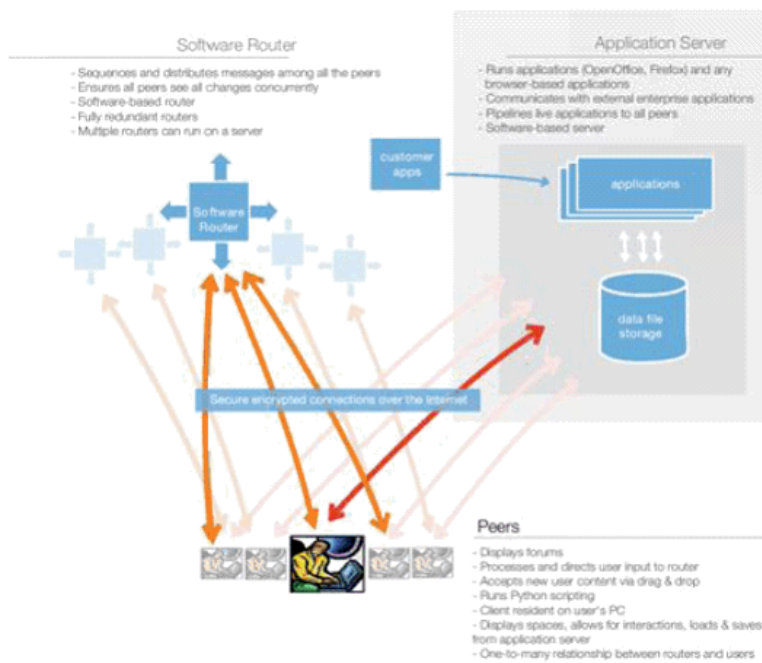 Software Router
- Sequences and distributes messages among all the peers
- Ensures all peers see all changes concurrently
- Software-based router
- Fully redundant routers
- Multiple routers can run on a server
Application Server
- Runs applications (OpenOffice, Firefox) and any
browser-based applications
- Communicates with external enterprise applications
- Pipelines live applications to all peers
- Software-based server
customer
apps
applications
Software
Router
data file
storage
Secure encrypted connections over the Internet
Peers
- Displays forums
- Processes and directs user input to router
- Accepts new user content via drag & drop
- Runs Python scripting
- Client resident on user's PC
- Displays spaces, allows for interactions, loads & saves
from application server
- One-to-many relationship between routers and users